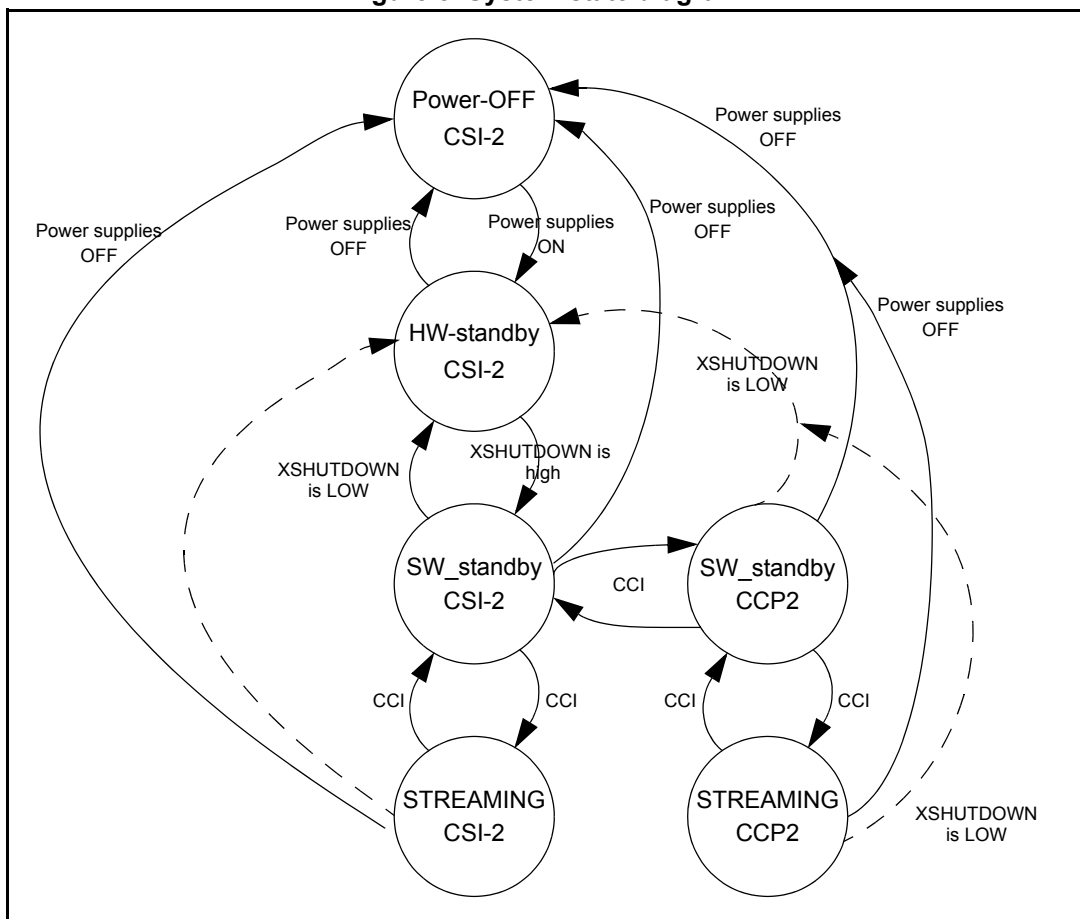 Power-OFF
CSI-2
Power supplies
OFF
Power supplies
OFF
Power supplies
OFF
Power supplies
ON
Power supplies
OFF
Power supplies
OFF
HW-standby
CSI-2
XSHUTDOWN
is LOW
XSHUTDOWN
is LOW
XSHUTDOWN is
high
SW_standby
CSI-2
CCI
SW_standby
CCP2
CCI
CCI
CCI
CCI
STREAMING
CSI-2
STREAMING
CCP2
XSHUTDOWN
is LOW